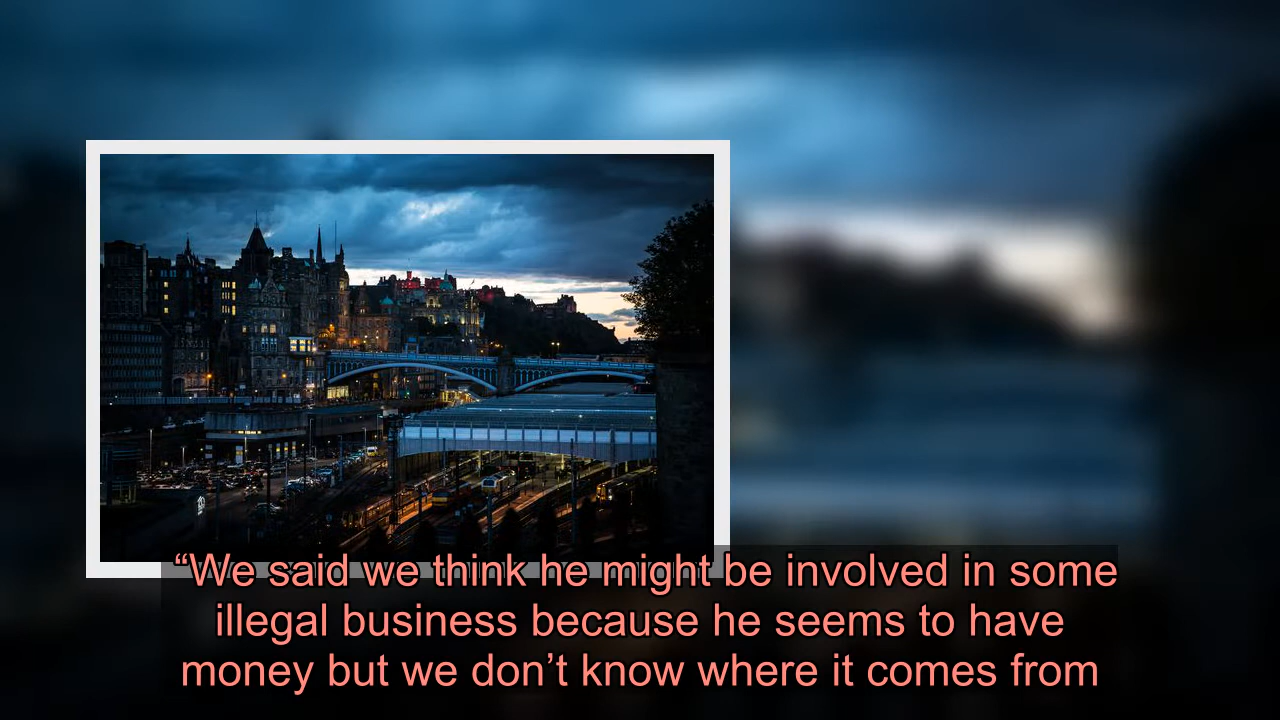 “We said we think he might be involved in some
illegal business because he seems to have
money but we don’t know where it comes from